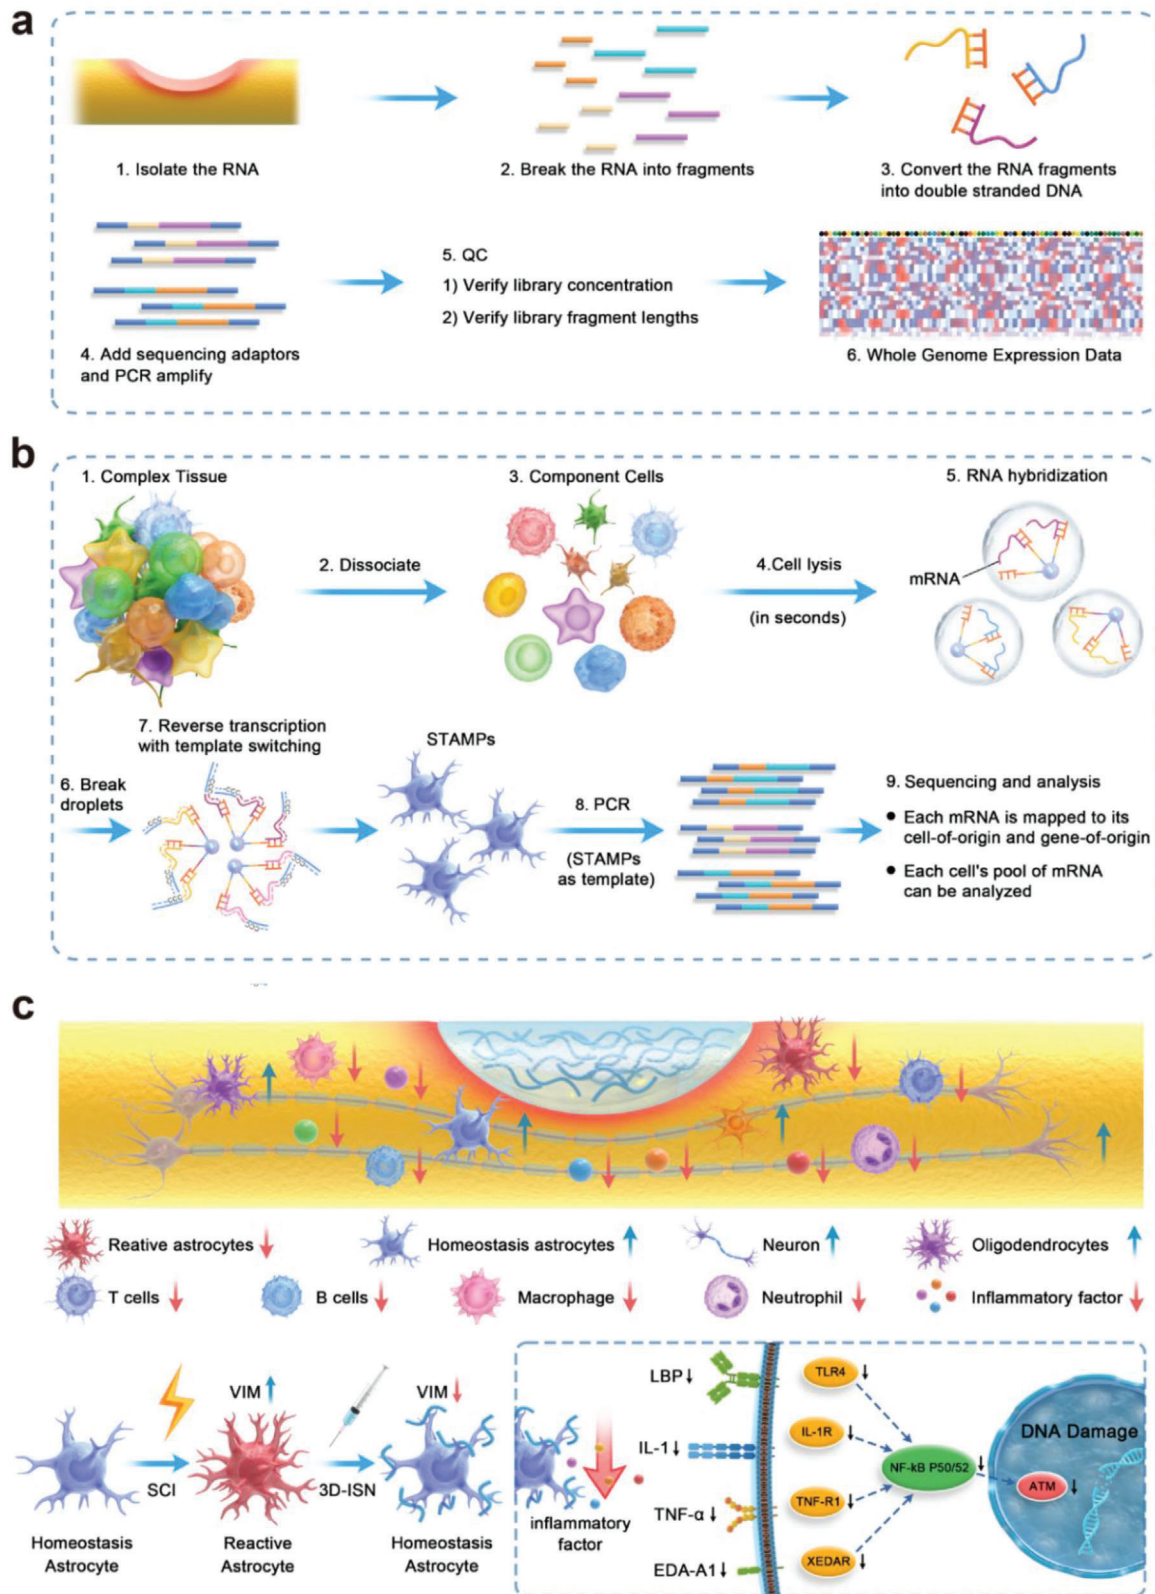 a
1. Isolate the RNA
2. Break the RNA into fragments
3. Convert the RNA fragments
into double stranded DNA
4. Add sequencing adaptors
and PCR amplify
5. QC
1) Verify library concentration
2) Verify library fragment lengths
6. Whole Genome Expression Data
b
1. Complex Tissue
2. Dissociate
3. Component Cells
4.Cell lysis
(in seconds)
5. RNA hybridization
mRNA
6. Break
droplets
7. Reverse transcription
with template switching
STAMPs
8. PCR
(STAMPs
as template)
9. Sequencing and analysis
● Each mRNA is mapped to its
cell-of-origin and gene-of-origin
● Each cell's pool of mRNA
can be analyzed
c
Reative astrocytes ↓
Homeostasis astrocytes ↑
Neuron ↑
Oligodendrocytes ↑
T cells ↓
B cells ↓
Macrophage ↓
Neutrophil ↓
Inflammatory factor ↓
Homeostasis
Astrocyte
SCI
VIM ↑
Reactive
Astrocyte
3D-ISN
VIM ↓
Homeostasis
Astrocyte
inflammatory
factor
LBP ↓
IL-1 ↓
TNF-α ↓
EDA-A1 ↓
TLR4 ↓
IL-1R ↓
TNF-R1 ↓
XEDAR ↓
NF-kB P50/52 ↓
DNA Damage
ATM ↓